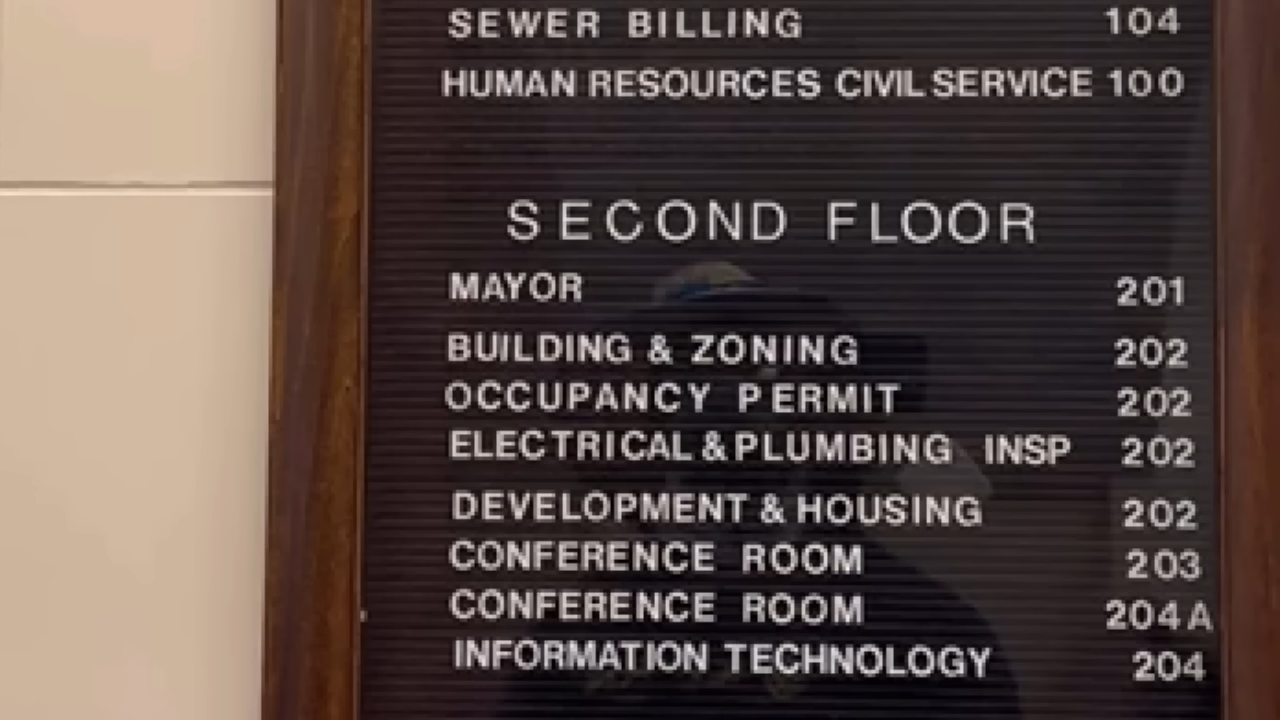 SEWER BILLING 104
HUMAN RESOURCES CIVIL SERVICE 100
SECOND FLOOR
MAYOR 201
BUILDING & ZONING 202
OCCUPANCY PERMIT 202
ELECTRICAL & PLUMBING INSP 202
DEVELOPMENT & HOUSING 202
CONFERENCE ROOM 203
CONFERENCE ROOM 204 A
INFORMATION TECHNOLOGY 204